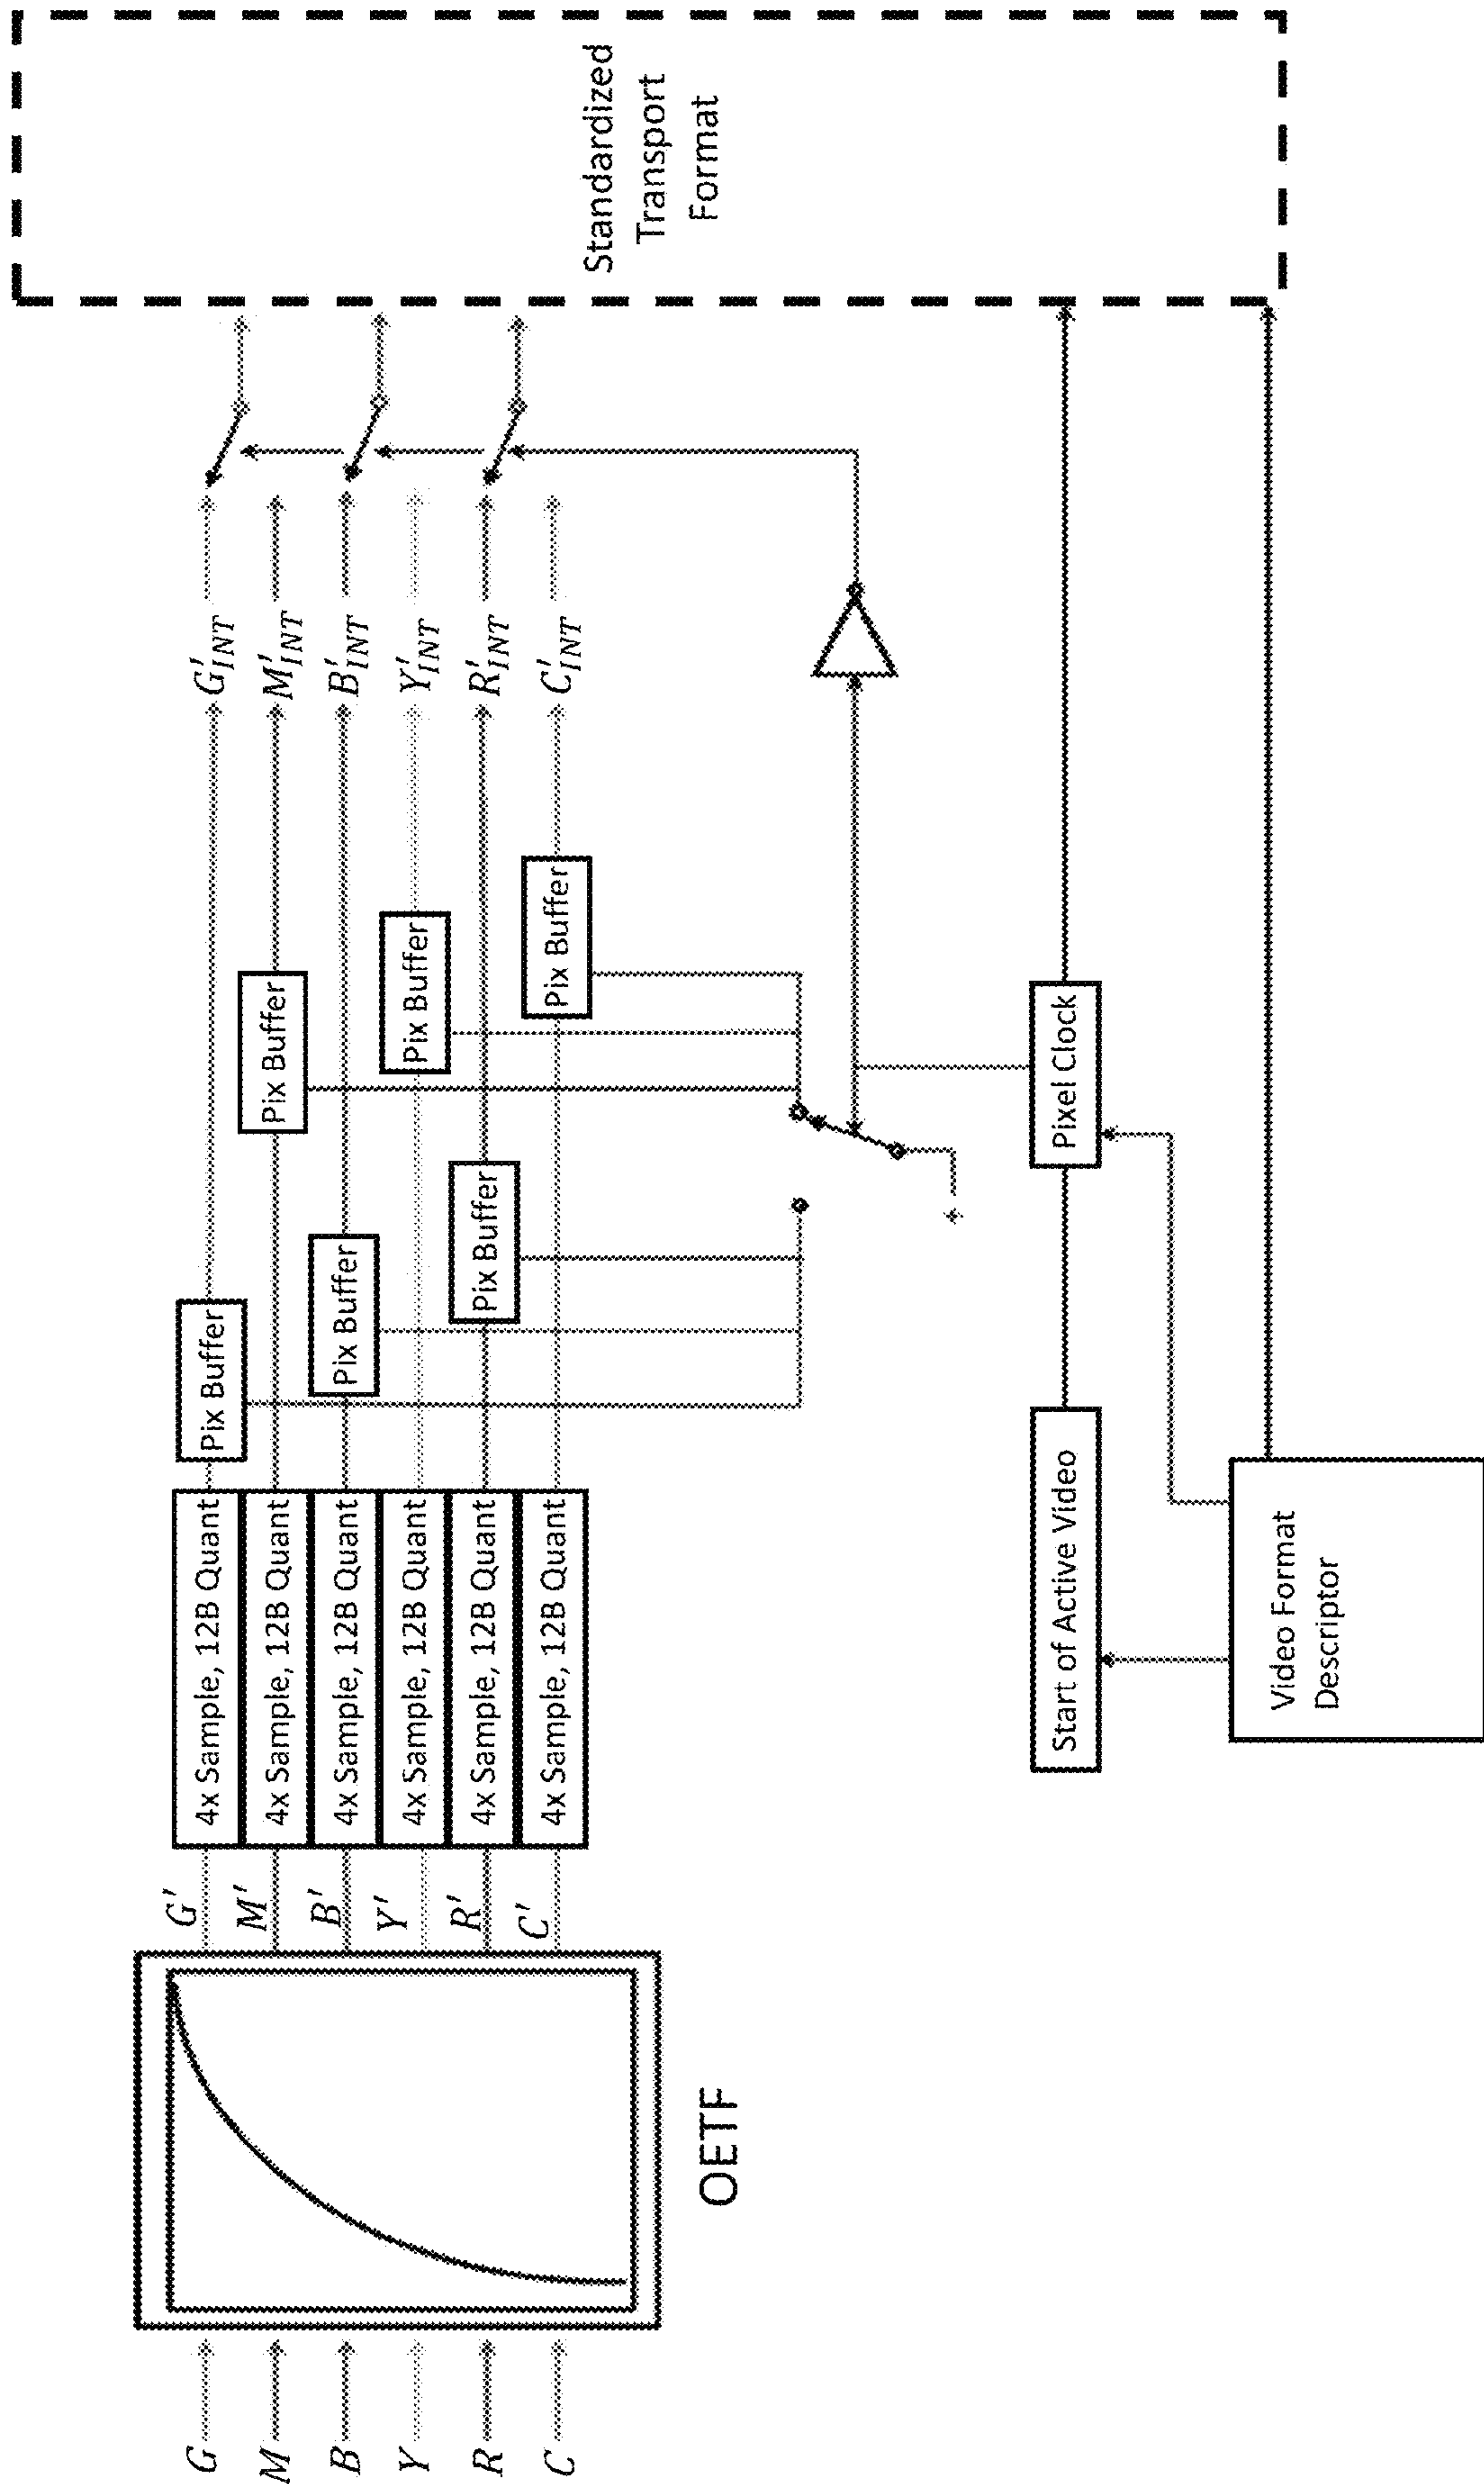 G
M
B
Y
R
C
OETF
G'
M'
B'
Y'
R'
C'
4x Sample, 12B Quant
4x Sample, 12B Quant
4x Sample, 12B Quant
4x Sample, 12B Quant
4x Sample, 12B Quant
4x Sample, 12B Quant
Pix Buffer
Pix Buffer
Pix Buffer
Pix Buffer
Pix Buffer
Pix Buffer
G'INT
M'INT
B'INT
Y'INT
R'INT
C'INT
Standardized
Transport
Format
Start of Active Video
Pixel Clock
Video Format
Descriptor